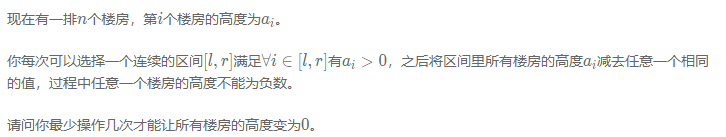 现在有一排n个楼房，第i个楼房的高度为a_i。
你每次可以选择一个连续的区间[l, r]满足∀i ∈ [l, r]有a_i > 0，之后将区间里所有楼房的高度a_i减去任意一个相同
的值，过程中任意一个楼房的高度不能为负数。
请问你最少操作几次才能让所有楼房的高度变为0。